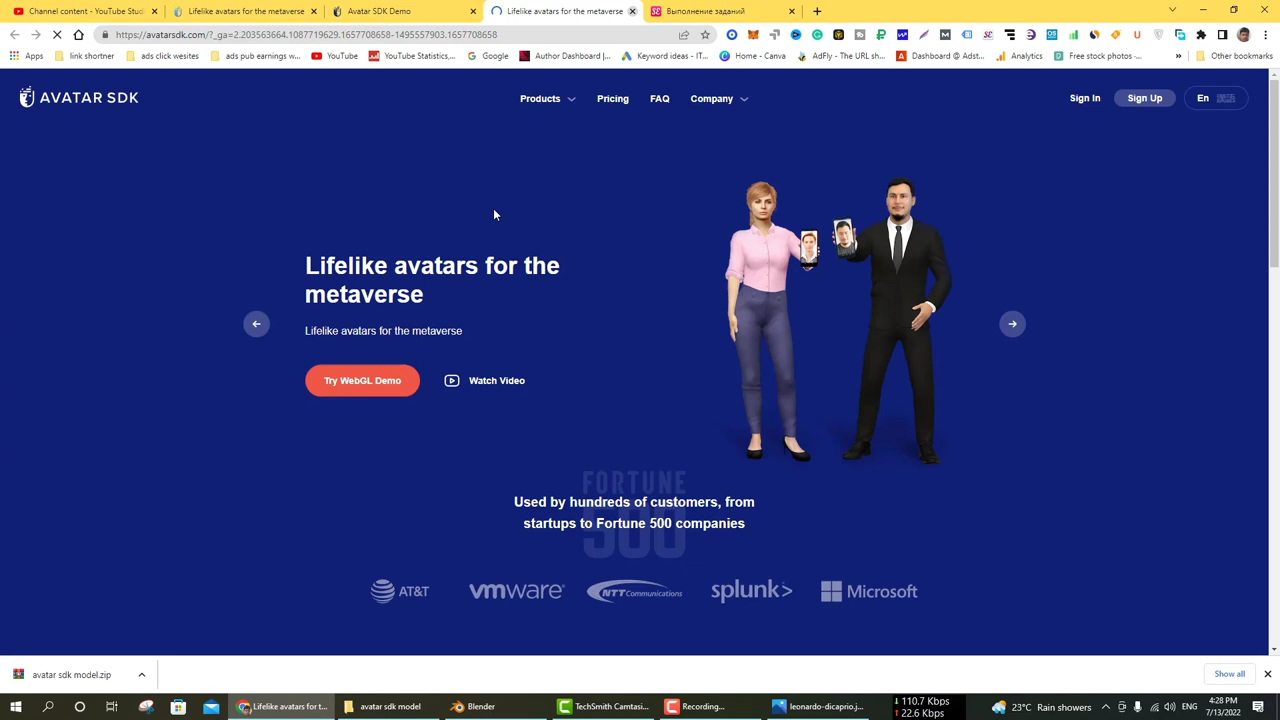 Channel content - YouTube Studi
Lifelike avatars for the metaverse
Avatar SDK Demo
Lifelike avatars for the metaverse
Выполнение заданий
https://avatarsdk.com/?_ga=2.203563664.1087719629.1657708658-1495557903.1657708658
Apps
link shortner
ads click wesites
ads pub earnings w...
YouTube
YouTube Statistics,...
Google
Author Dashboard |...
Keyword ideas - IT...
Home - Canva
AdFly - The URL sh...
Dashboard @ Adst...
Analytics
Free stock photos -...
»
Other bookmarks
AVATAR SDK
Products
Pricing
FAQ
Company
Sign In
Sign Up
En
Lifelike avatars for the
metaverse
Lifelike avatars for the metaverse
Try WebGL Demo
Watch Video
FORTUNE
500
Used by hundreds of customers, from
startups to Fortune 500 companies
AT&T
vmware
NTT Communications
splunk>
Microsoft
avatar sdk model.zip
Show all
Lifelike avatars for t...
avatar sdk model
Blender
TechSmith Camtasi...
Recording...
leonardo-dicaprio.j...
↓ 110.7 Kbps
↑ 22.6 Kbps
23°C Rain showers
4:28 PM
7/13/2022